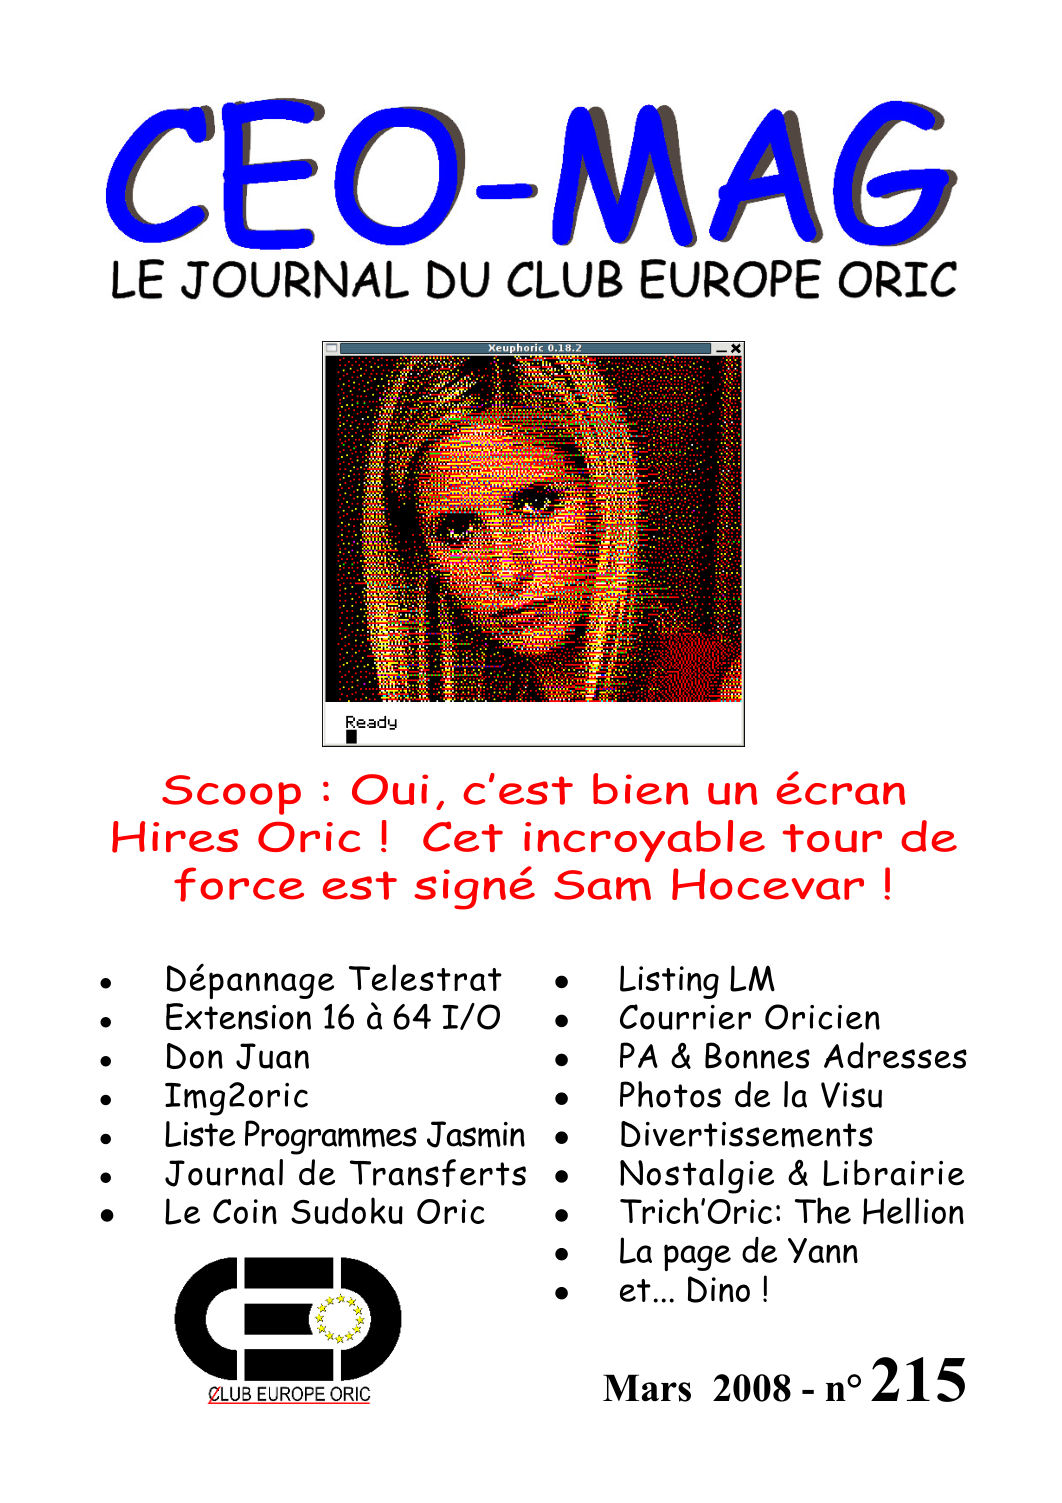 CEO-MAG
LE JOURNAL DU CLUB EUROPE ORIC
Xeuphoric 0.18.2
Ready
Scoop : Oui, c'est bien un écran
Hires Oric ! Cet incroyable tour de
force est signé Sam Hocevar !
• Dépannage Telestrat
• Extension 16 à 64 I/O
• Don Juan
• Img2oric
• Liste Programmes Jasmin
• Journal de Transferts
• Le Coin Sudoku Oric
• Listing LM
• Courrier Oricien
• PA & Bonnes Adresses
• Photos de la Visu
• Divertissements
• Nostalgie & Librairie
• Trich'Oric: The Hellion
• La page de Yann
• et... Dino !
CEO
CLUB EUROPE ORIC
Mars 2008 - n° 215